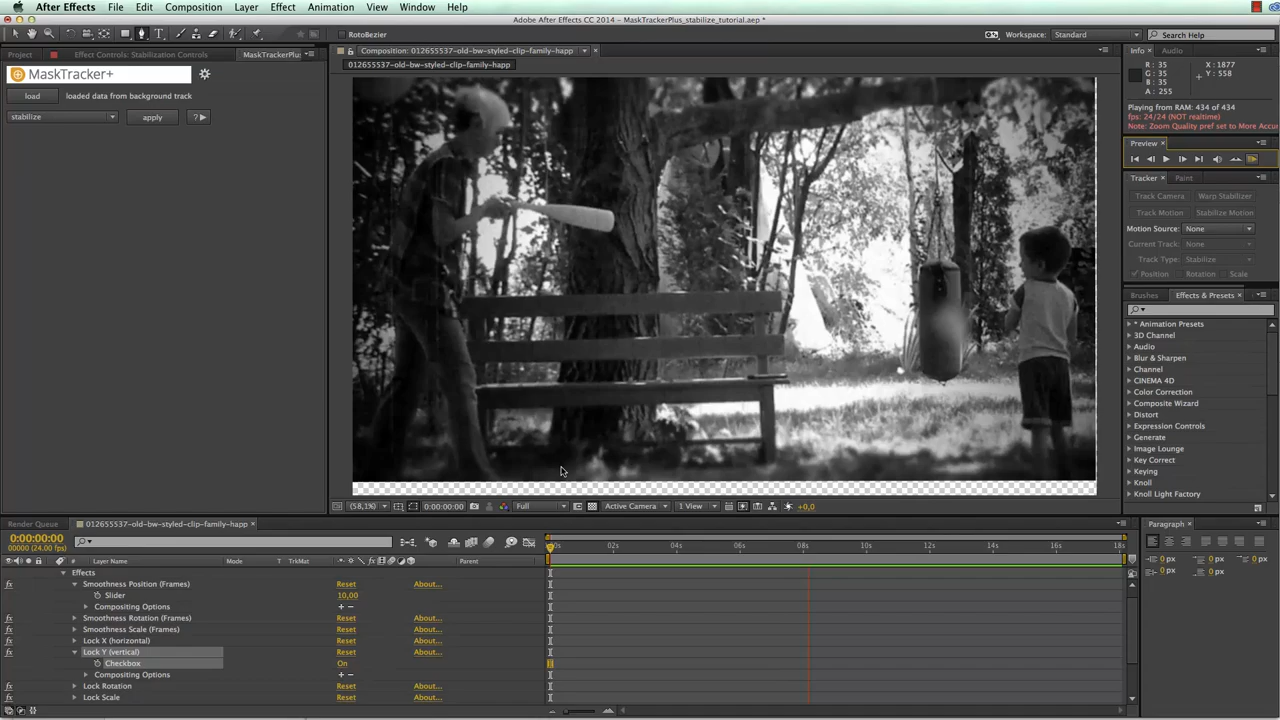 After Effects File Edit Composition Layer Effect Animation View Window Help
Adobe After Effects CC 2014 - MaskTrackerPlus_stabilize_tutorial.aep *
RotoBezier
Workspace: Standard
Search Help
Project Effect Controls: Stabilization Controls MaskTrackerPlus
Composition: 012655537-old-bw-styled-clip-family-happ
012655537-old-bw-styled-clip-family-happ
MaskTracker+
load loaded data from background track
stabilize apply ?
Info Audio
R : 35
G : 35
B : 35
A : 255
X : 1877
Y : 558
Playing from RAM: 434 of 434
fps: 24/24 (NOT realtime)
Note: Zoom Quality pref set to More Accur
Preview
Tracker Paint
Track Camera Warp Stabilizer
Track Motion Stabilize Motion
Motion Source: None
Current Track: None
Track Type: Stabilize
Position Rotation Scale
Brushes Effects & Presets
* Animation Presets
3D Channel
Audio
Blur & Sharpen
Channel
CINEMA 4D
Color Correction
Composite Wizard
Distort
Expression Controls
Generate
Image Lounge
Key Correct
Keying
Knoll
Knoll Light Factory
(58,1%) 0:00:00:00 Full Active Camera 1 View +0,0
Render Queue 012655537-old-bw-styled-clip-family-happ
0:00:00:00
00000 (24.00 fps)
02s 04s 06s 08s 10s 12s 14s 16s 18s
# Layer Name Mode T TrkMat Parent
Effects
Smoothness Position (Frames) Reset About...
Slider 10,00
Compositing Options + −
Smoothness Rotation (Frames) Reset About...
Smoothness Scale (Frames) Reset About...
Lock X (horizontal) Reset About...
Lock Y (vertical) Reset About...
Checkbox On
Compositing Options + −
Lock Rotation Reset About...
Lock Scale Reset About...
Paragraph
0 px 0 px 0 px
0 px 0 px